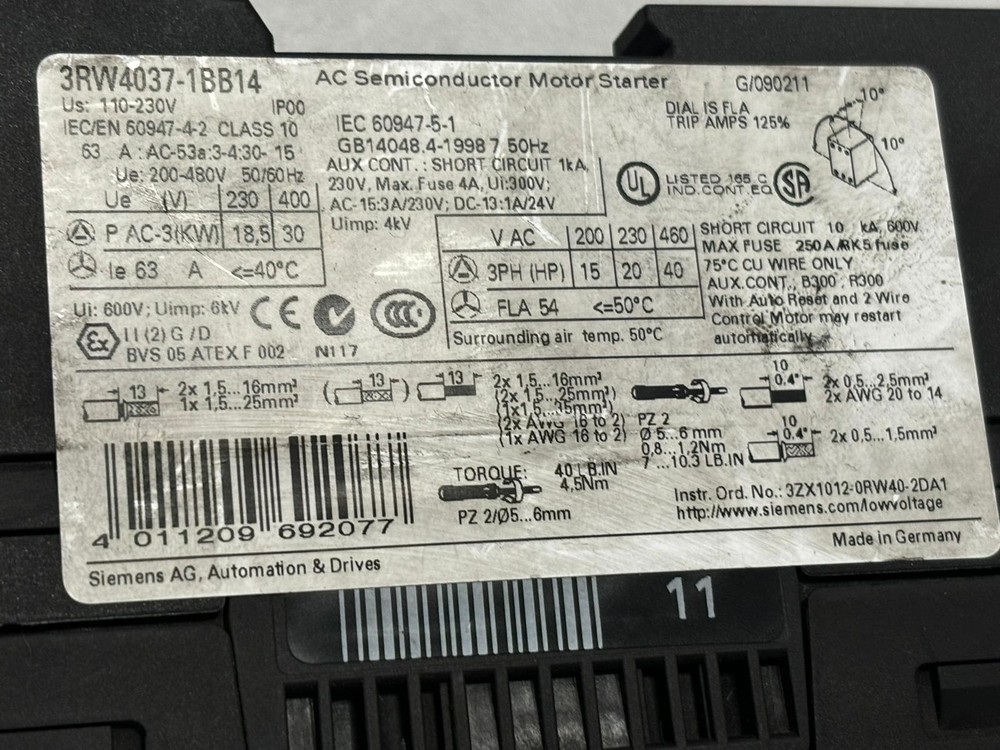 3RW4037-1BB14 AC Semiconductor Motor Starter G/090211
Us: 110-230V IP00
IEC/EN 60947-4-2 CLASS 10
63 A : AC-53a:3-4:30- 15
Ue: 200-480V 50/60Hz
Ue (V) 230 400
P AC-3(KW) 18,5 30
Ie 63 A <=40°C
Ui: 600V; Uimp: 6kV
CE
N117
CCC
Ex II (2) G /D
BVS 05 ATEX F 002
IEC 60947-5-1
GB14048.4-1998 7 50Hz
AUX CONT.: SHORT CIRCUIT 1kA,
230V, Max. Fuse 4A, Ui:300V;
AC-15:3A/230V; DC-13:1A/24V
Uimp: 4kV
DIAL IS FLA
TRIP AMPS 125%
10°
10°
UL LISTED 165 C
IND.CONT.EQ
SA
V AC 200 230 460
3PH (HP) 15 20 40
FLA 54 <=50°C
Surrounding air temp. 50°C
SHORT CIRCUIT 10 kA, 600V
MAX FUSE 250A RK5 fuse
75°C CU WIRE ONLY
AUX.CONT., B300 , R300
With Auto Reset and 2 Wire
Control Motor may restart
automatically.
13 2x 1,5...16mm²
1x 1,5...25mm²
( 13 )
13 2x 1,5...16mm²
(2x 1,5...25mm²)
(1x1,5...35mm²)
(2x AWG 16 to 2)
(1x AWG 16 to 2)
PZ 2
Ø 5...6 mm
0,8...1,2Nm
7 ...10.3 LB.IN
10
0.4" 2x 0,5...2,5mm²
2x AWG 20 to 14
10
0.4" 2x 0,5...1,5mm²
TORQUE: 40 LB.IN
4,5Nm
PZ 2/Ø5...6mm
4 011209 692077
Instr. Ord. No.: 3ZX1012-0RW40-2DA1
http://www.siemens.com/lowvoltage
Made in Germany
Siemens AG, Automation & Drives
11